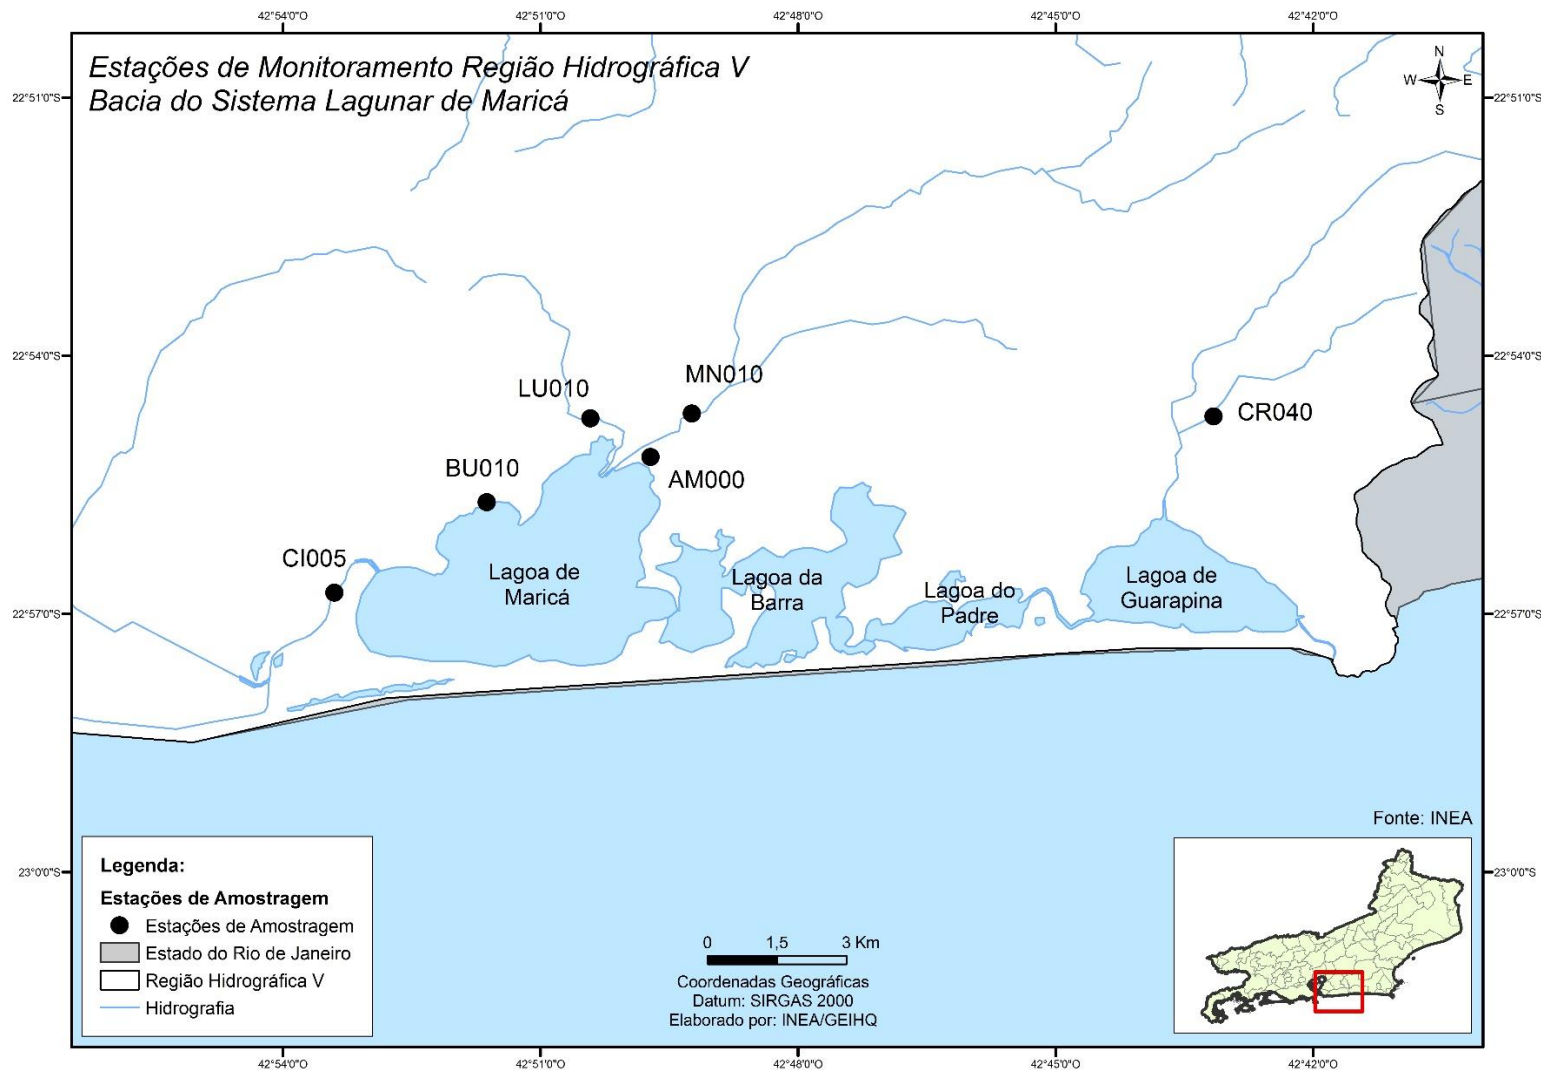 42°54'0"O
42°51'0"O
42°48'0"O
42°45'0"O
42°42'0"O
Estações de Monitoramento Região Hidrográfica V
Bacia do Sistema Lagunar de Maricá
N
W
E
S
22°51'0"S
22°51'0"S
22°54'0"S
22°54'0"S
LU010
MN010
CR040
BU010
AM000
CI005
Lagoa de
Maricá
Lagoa da
Barra
Lagoa do
Padre
Lagoa de
Guarapina
22°57'0"S
22°57'0"S
Fonte: INEA
23°0'0"S
23°0'0"S
Legenda:
Estações de Amostragem
Estações de Amostragem
Estado do Rio de Janeiro
Região Hidrográfica V
Hidrografia
0 1,5 3 Km
Coordenadas Geográficas
Datum: SIRGAS 2000
Elaborado por: INEA/GEIHQ
42°54'0"O
42°51'0"O
42°48'0"O
42°45'0"O
42°42'0"O